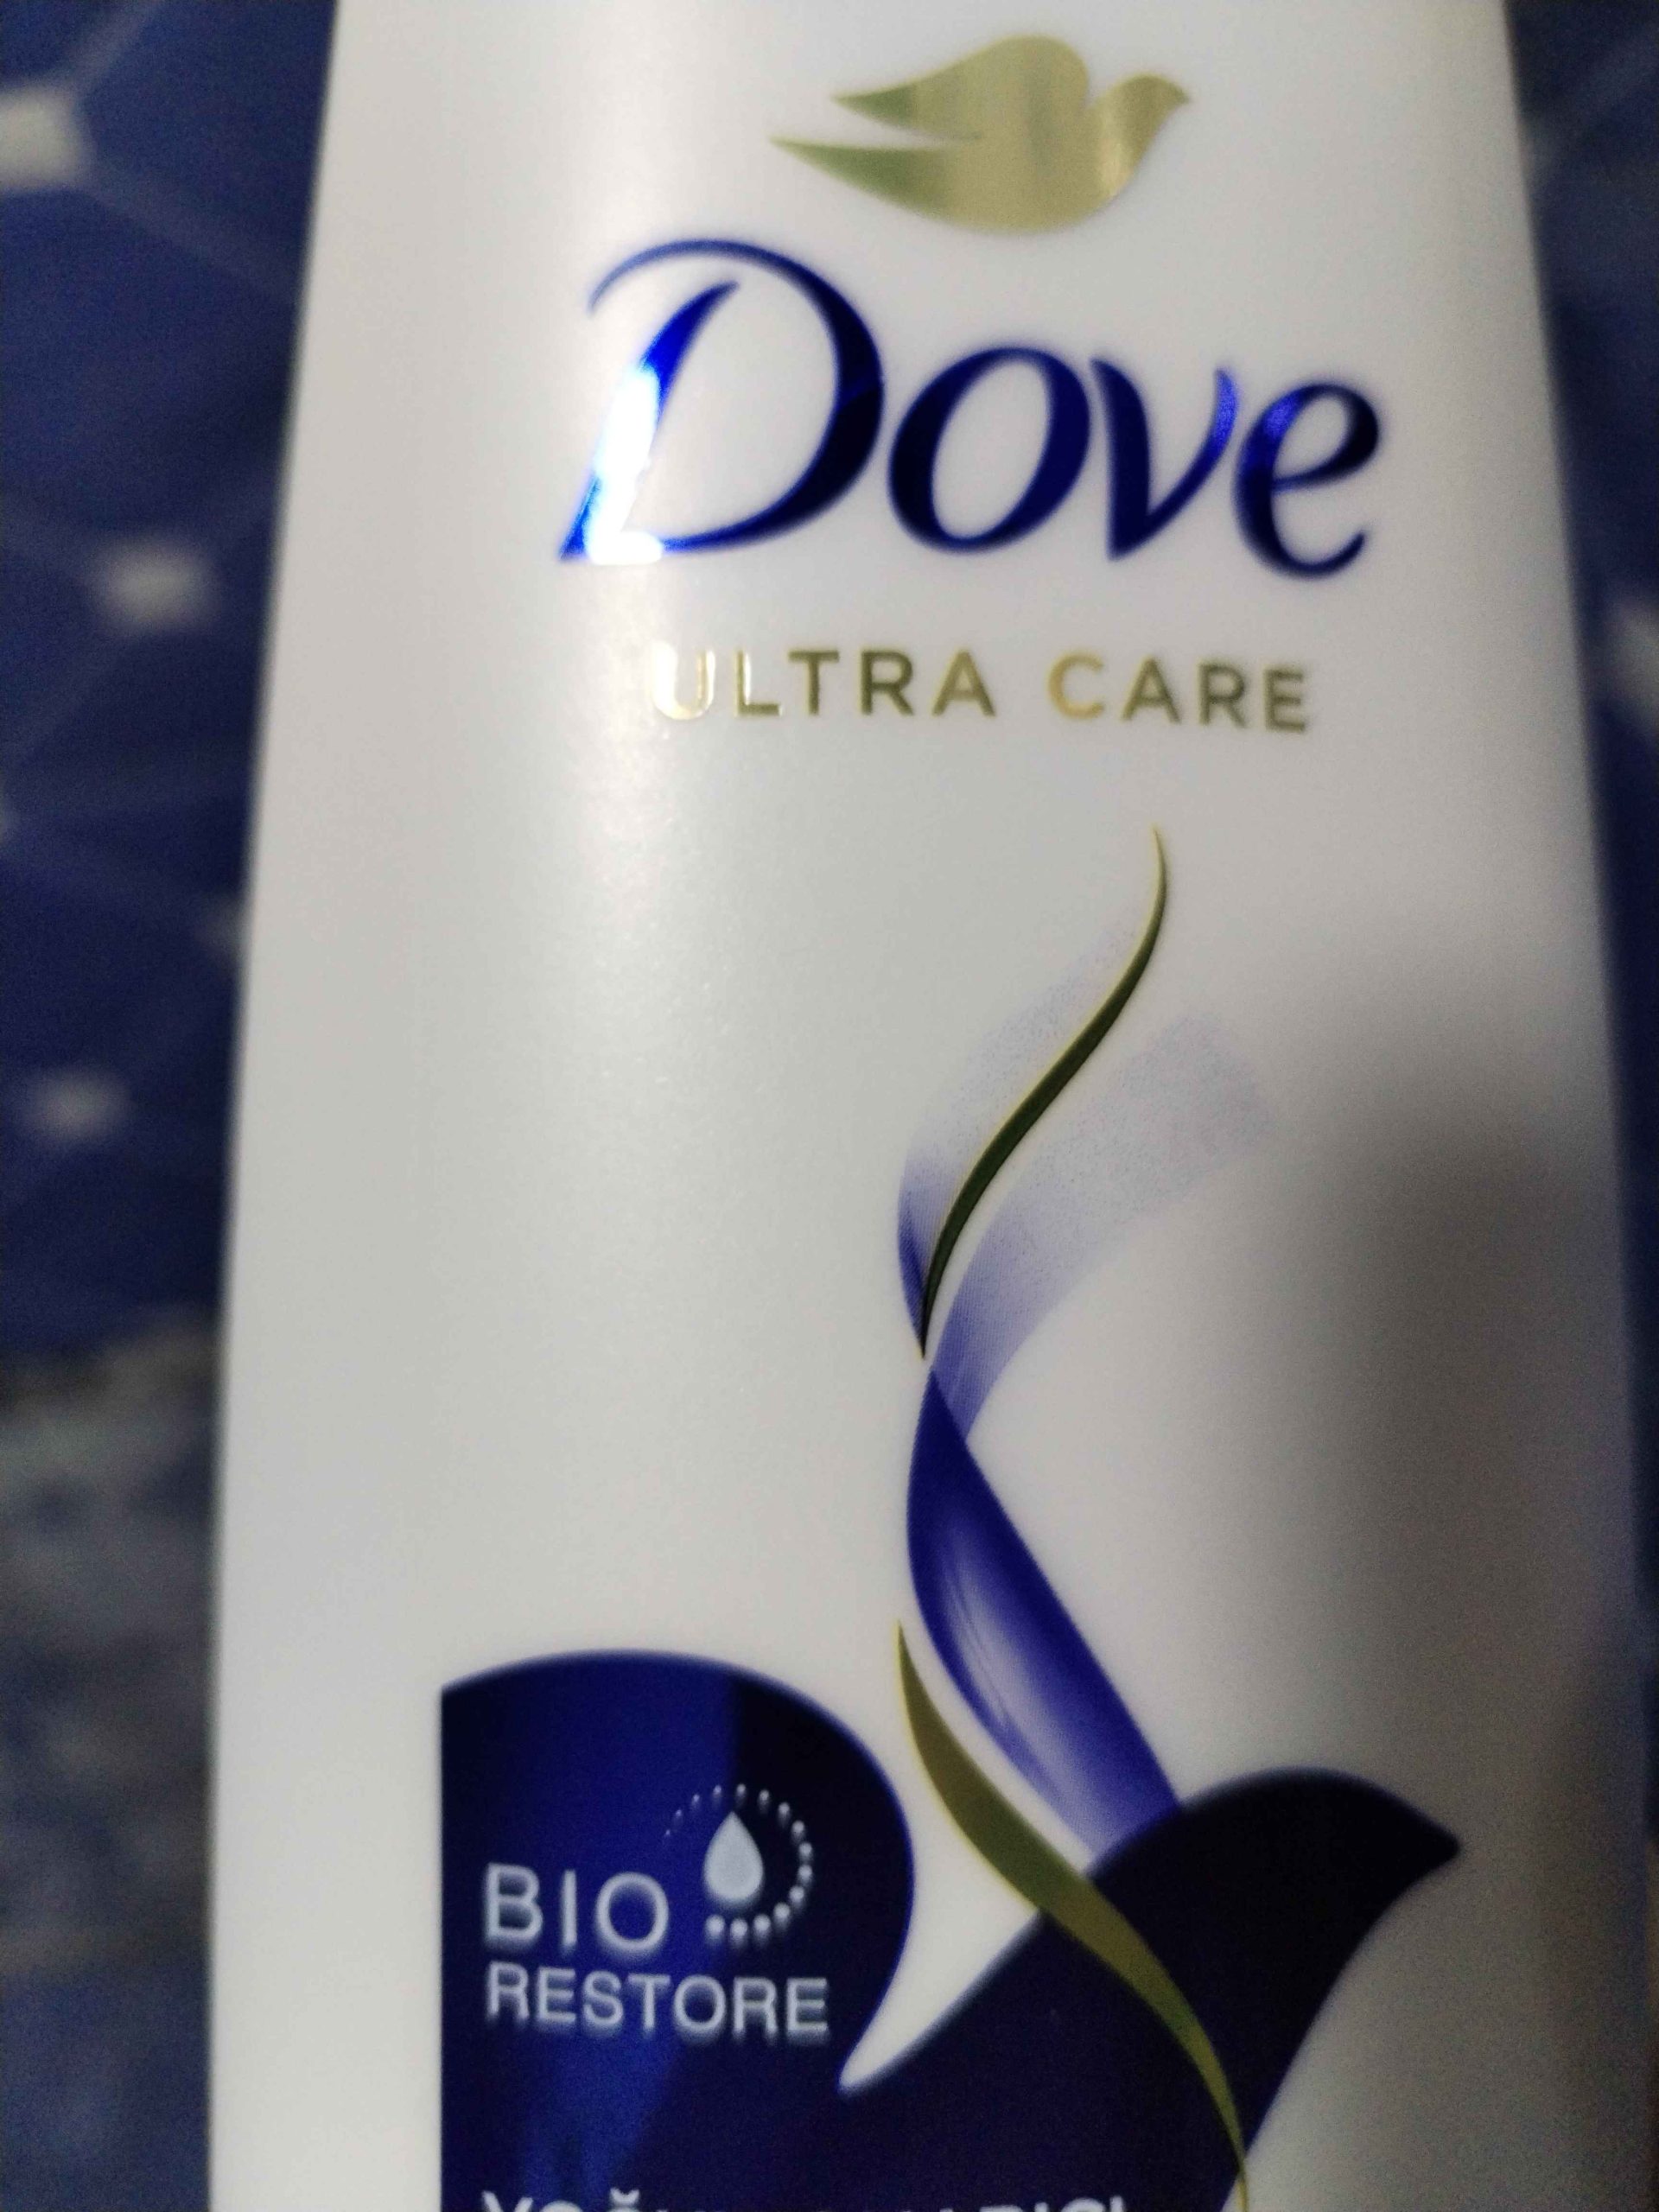 Dove
ULTRA CARE
BIO
RESTORE